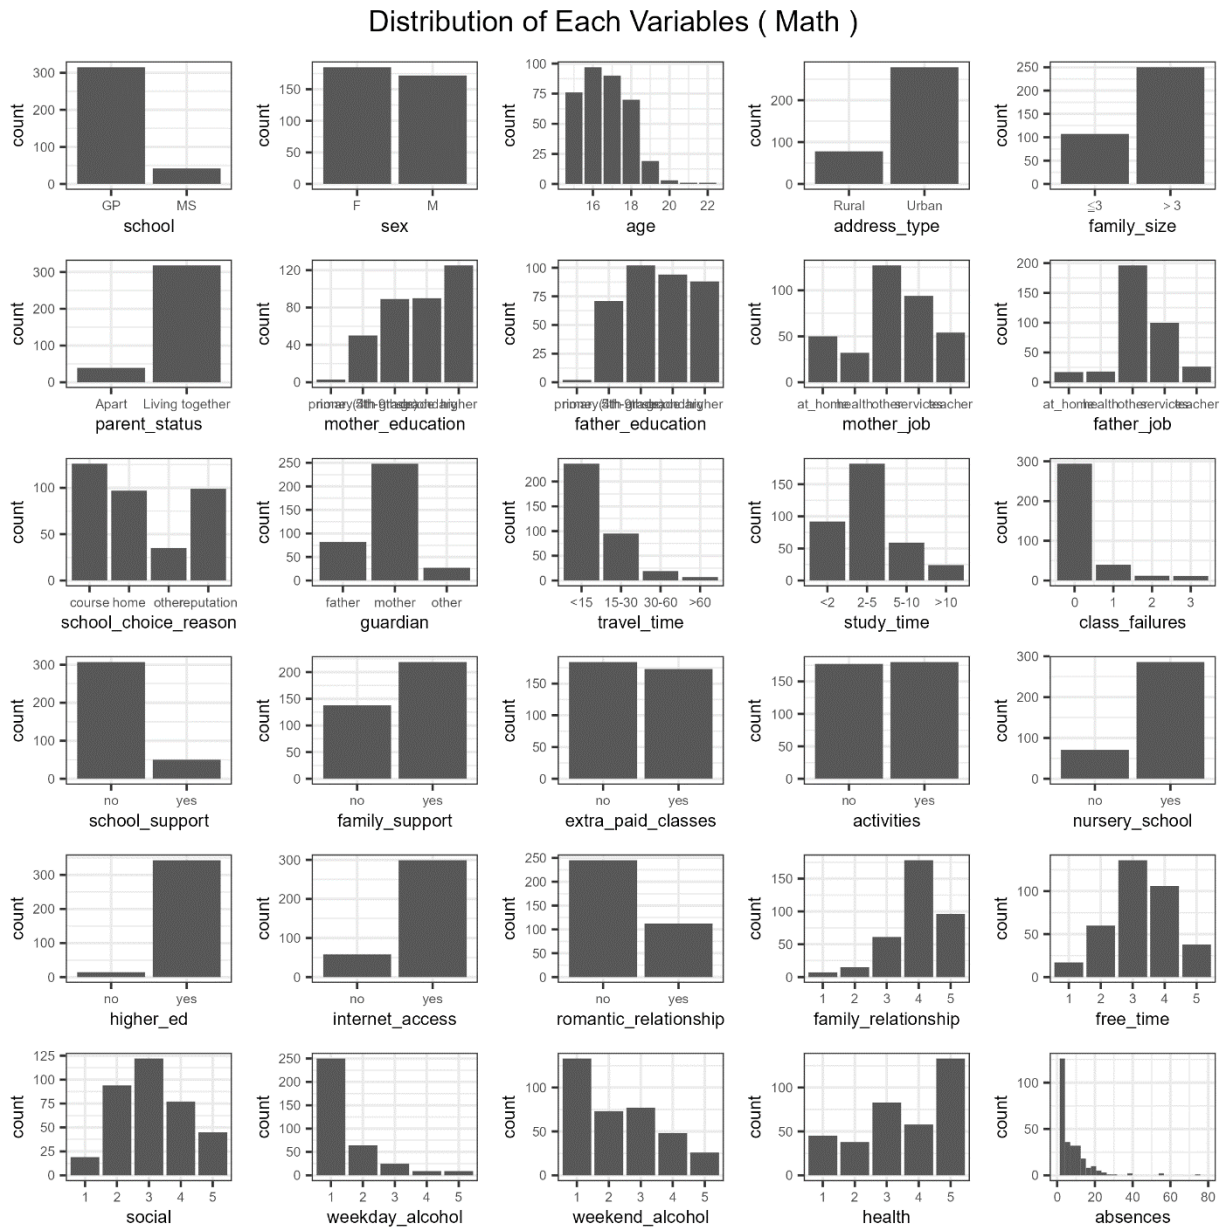 Distribution of Each Variables ( Math )
count 300 200 100 0 GP MS school
count 150 100 50 0 F M sex
count 100 75 50 25 0 16 18 20 22 age
count 200 100 0 Rural Urban address_type
count 250 200 150 100 50 0 ≦3 > 3 family_size
count 300 200 100 0 Apart Living together parent_status
count 120 80 40 0 higher mother_education
count 100 75 50 25 0 higher father_education
count 100 50 0 at_home health other services teacher mother_job
count 200 150 100 50 0 at_home health other services teacher father_job
count 100 50 0 course home other reputation school_choice_reason
count 250 200 150 100 50 0 father mother other guardian
count 250 200 150 100 50 0 <15 15-30 30-60 >60 travel_time
count 150 100 50 0 <2 2-5 5-10 >10 study_time
count 300 200 100 0 0 1 2 3 class_failures
count 300 200 100 0 no yes school_support
count 200 150 100 50 0 no yes family_support
count 150 100 50 0 no yes extra_paid_classes
count 150 100 50 0 no yes activities
count 300 200 100 0 no yes nursery_school
count 300 200 100 0 no yes higher_ed
count 300 200 100 0 no yes internet_access
count 250 200 150 100 50 0 no yes romantic_relationship
count 150 100 50 0 1 2 3 4 5 family_relationship
count 100 50 0 1 2 3 4 5 free_time
count 125 100 75 50 25 0 1 2 3 4 5 social
count 250 200 150 100 50 0 1 2 3 4 5 weekday_alcohol
count 100 50 0 1 2 3 4 5 weekend_alcohol
count 100 50 0 1 2 3 4 5 health
count 100 50 0 0 20 40 60 80 absences